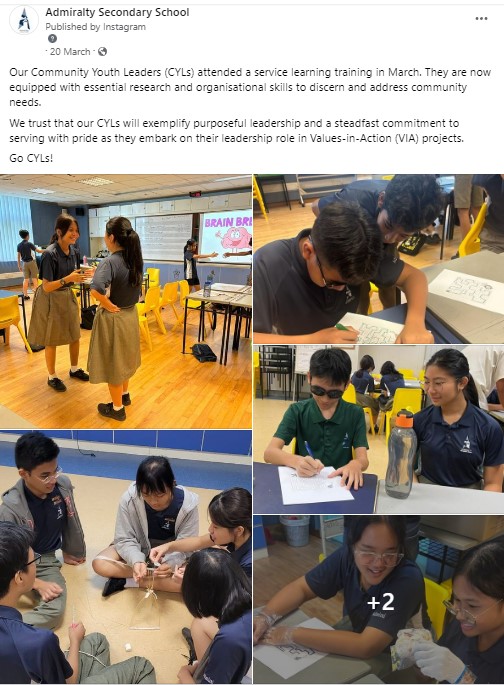 Admiralty Secondary School
Published by Instagram
· 20 March ·
Our Community Youth Leaders (CYLs) attended a service learning training in March. They are now
equipped with essential research and organisational skills to discern and address community
needs.
We trust that our CYLs will exemplify purposeful leadership and a steadfast commitment to
serving with pride as they embark on their leadership role in Values-in-Action (VIA) projects.
Go CYLs!
BRAIN BRE
+2